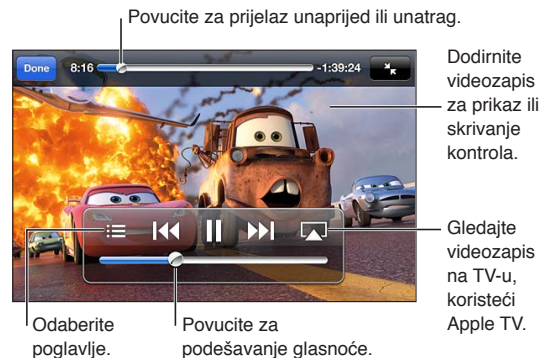 Povucite za prijelaz unaprijed ili unatrag.
Done 8:16 -1:39:24
Dodirnite
videozapis
za prikaz ili
skrivanje
kontrola.
Gledajte
videozapis
na TV-u,
koristeći
Apple TV.
Odaberite
poglavlje.
Povucite za
podešavanje glasnoće.